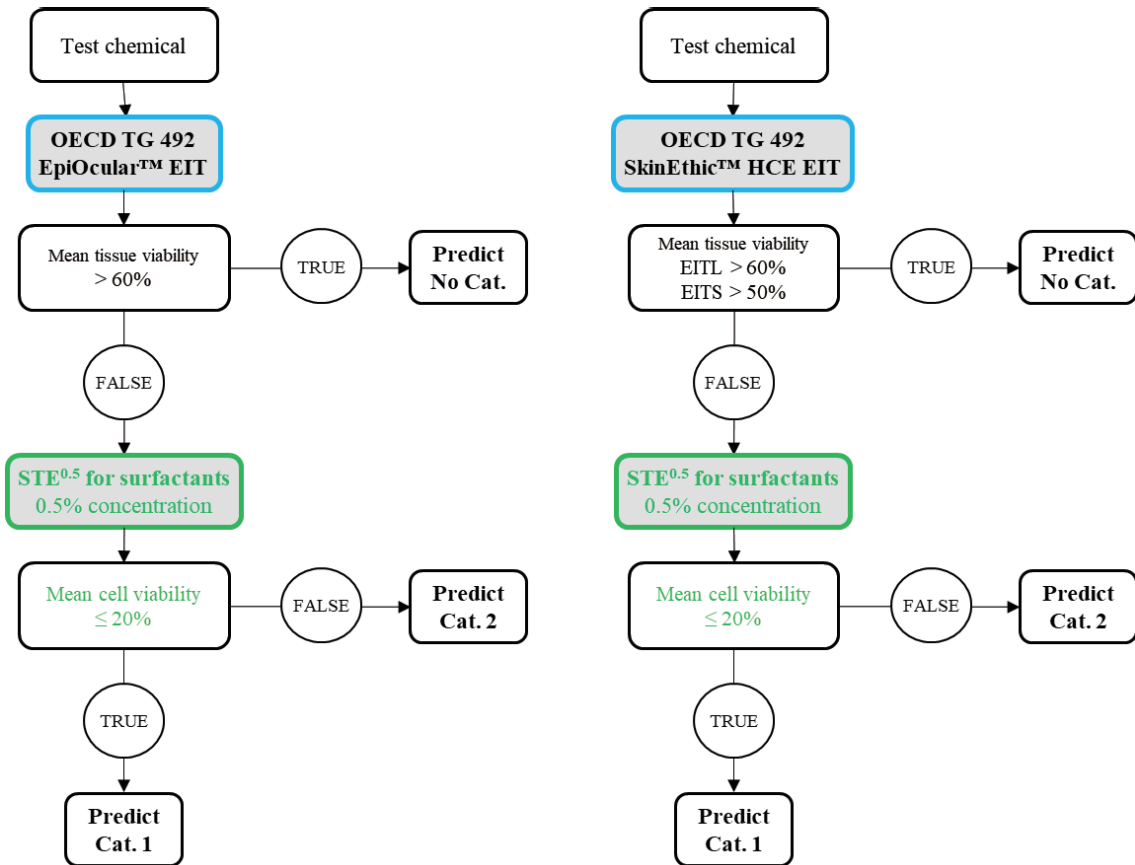 Test chemical
OECD TG 492
EpiOcular™ EIT
Mean tissue viability
> 60%
TRUE
Predict
No Cat.
FALSE
STE0.5 for surfactants
0.5% concentration
Mean cell viability
≤ 20%
FALSE
Predict
Cat. 2
TRUE
Predict
Cat. 1
Test chemical
OECD TG 492
SkinEthic™ HCE EIT
Mean tissue viability
EITL > 60%
EITS > 50%
TRUE
Predict
No Cat.
FALSE
STE0.5 for surfactants
0.5% concentration
Mean cell viability
≤ 20%
FALSE
Predict
Cat. 2
TRUE
Predict
Cat. 1